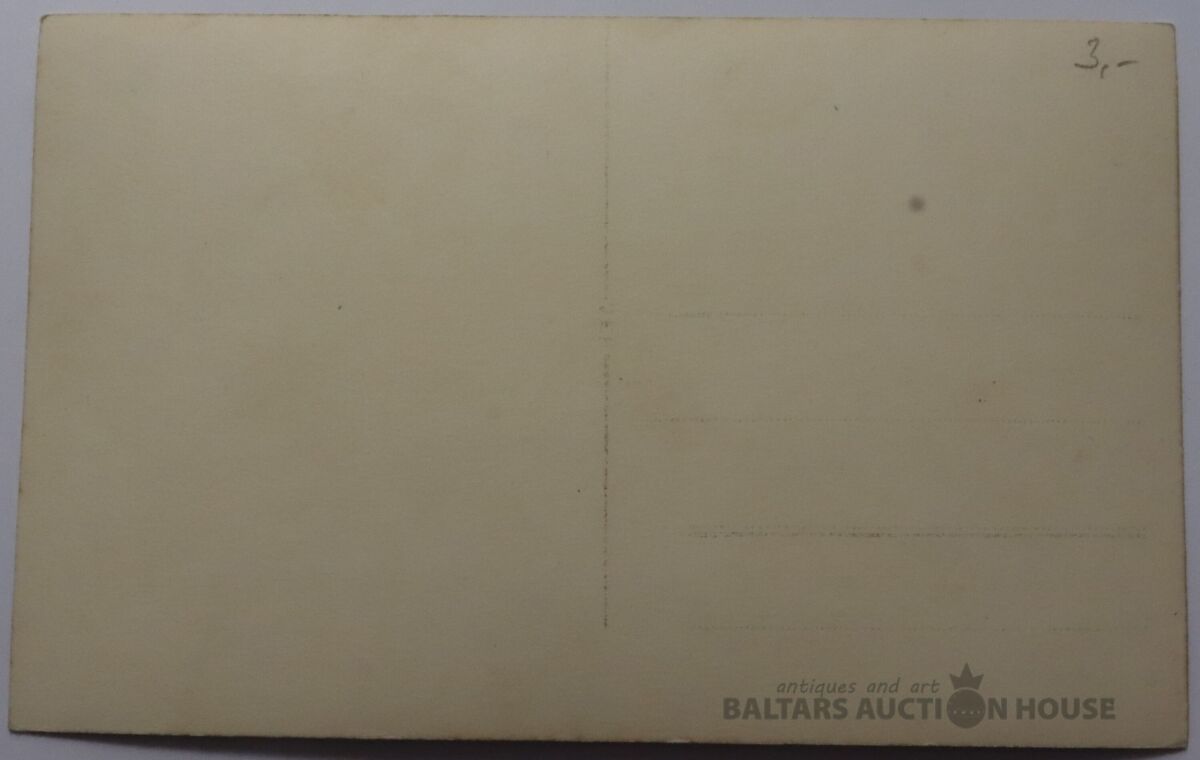 3,-
antiques and art
BALTARS AUCTION HOUSE